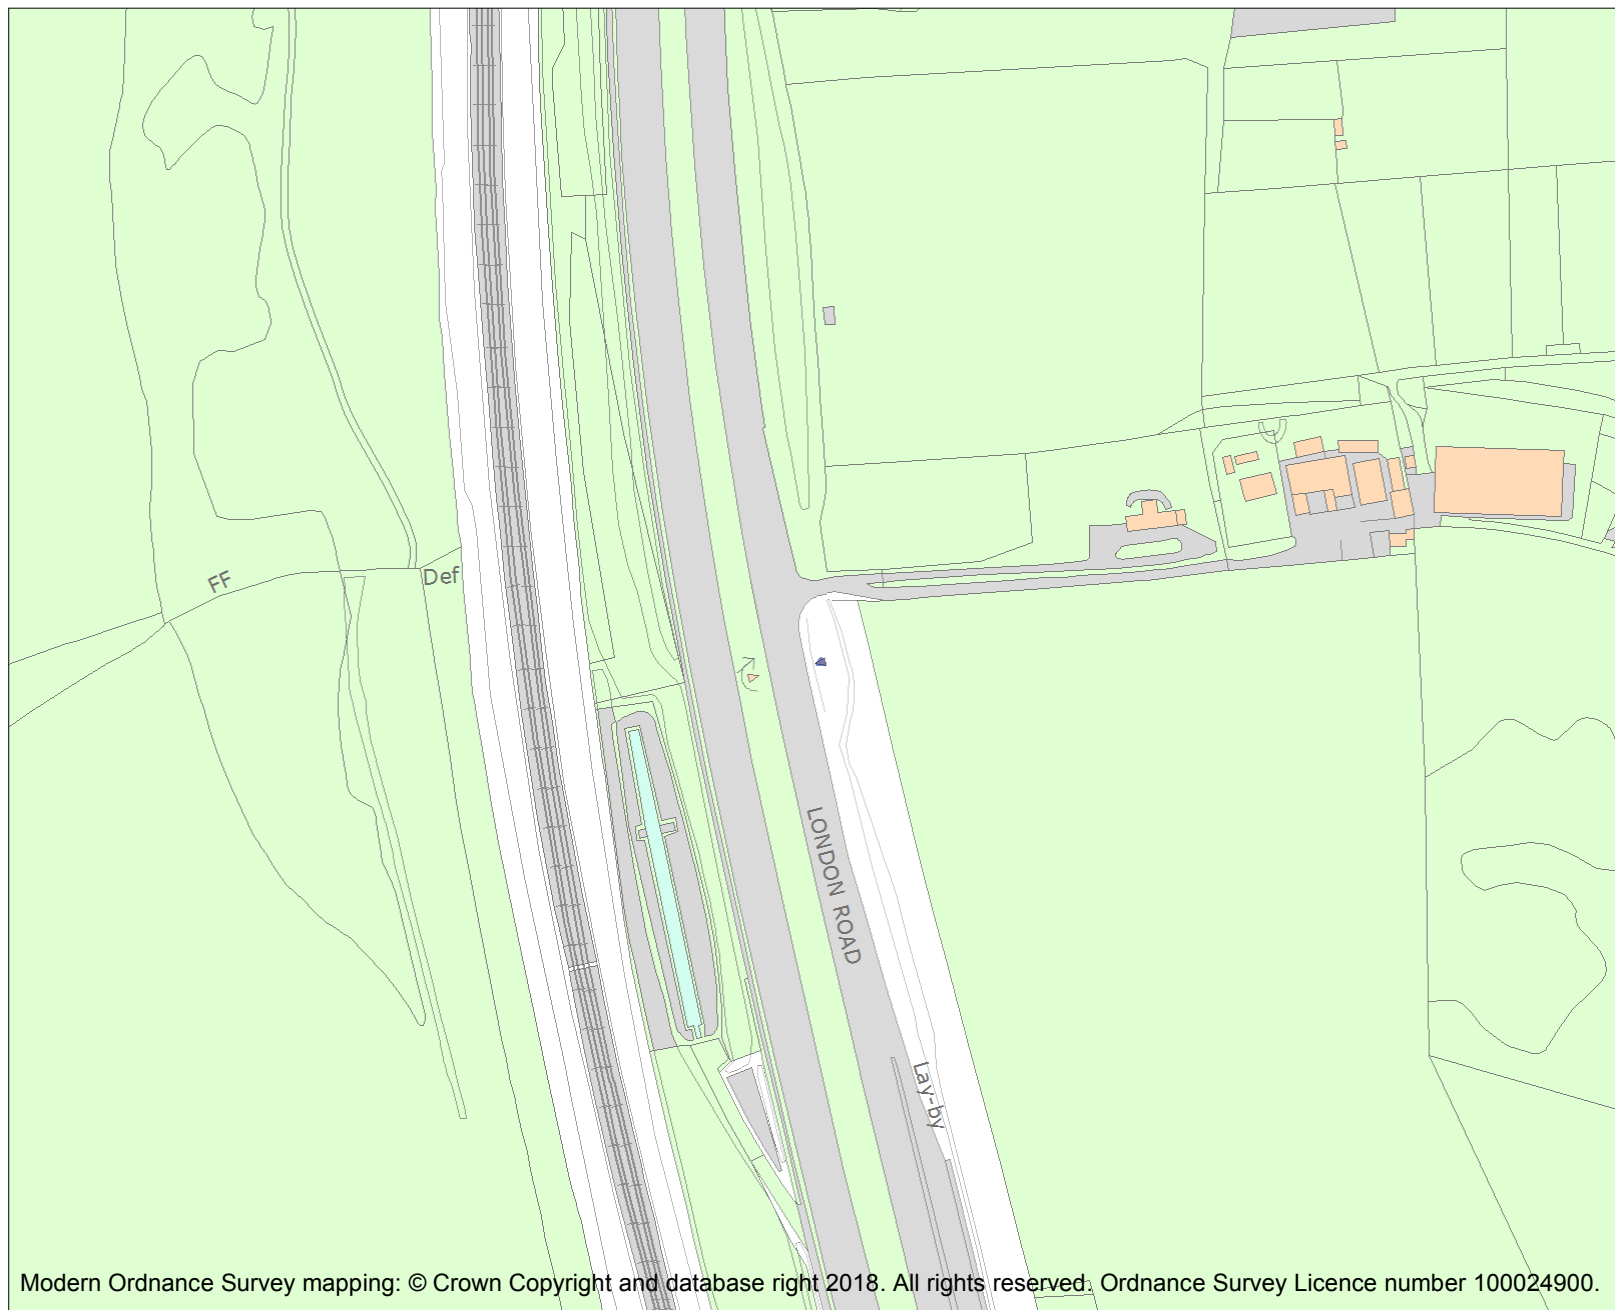 FF
Def
LONDON ROAD
Lay-by
Modern Ordnance Survey mapping: © Crown Copyright and database right 2018. All rights reserved. Ordnance Survey Licence number 100024900.